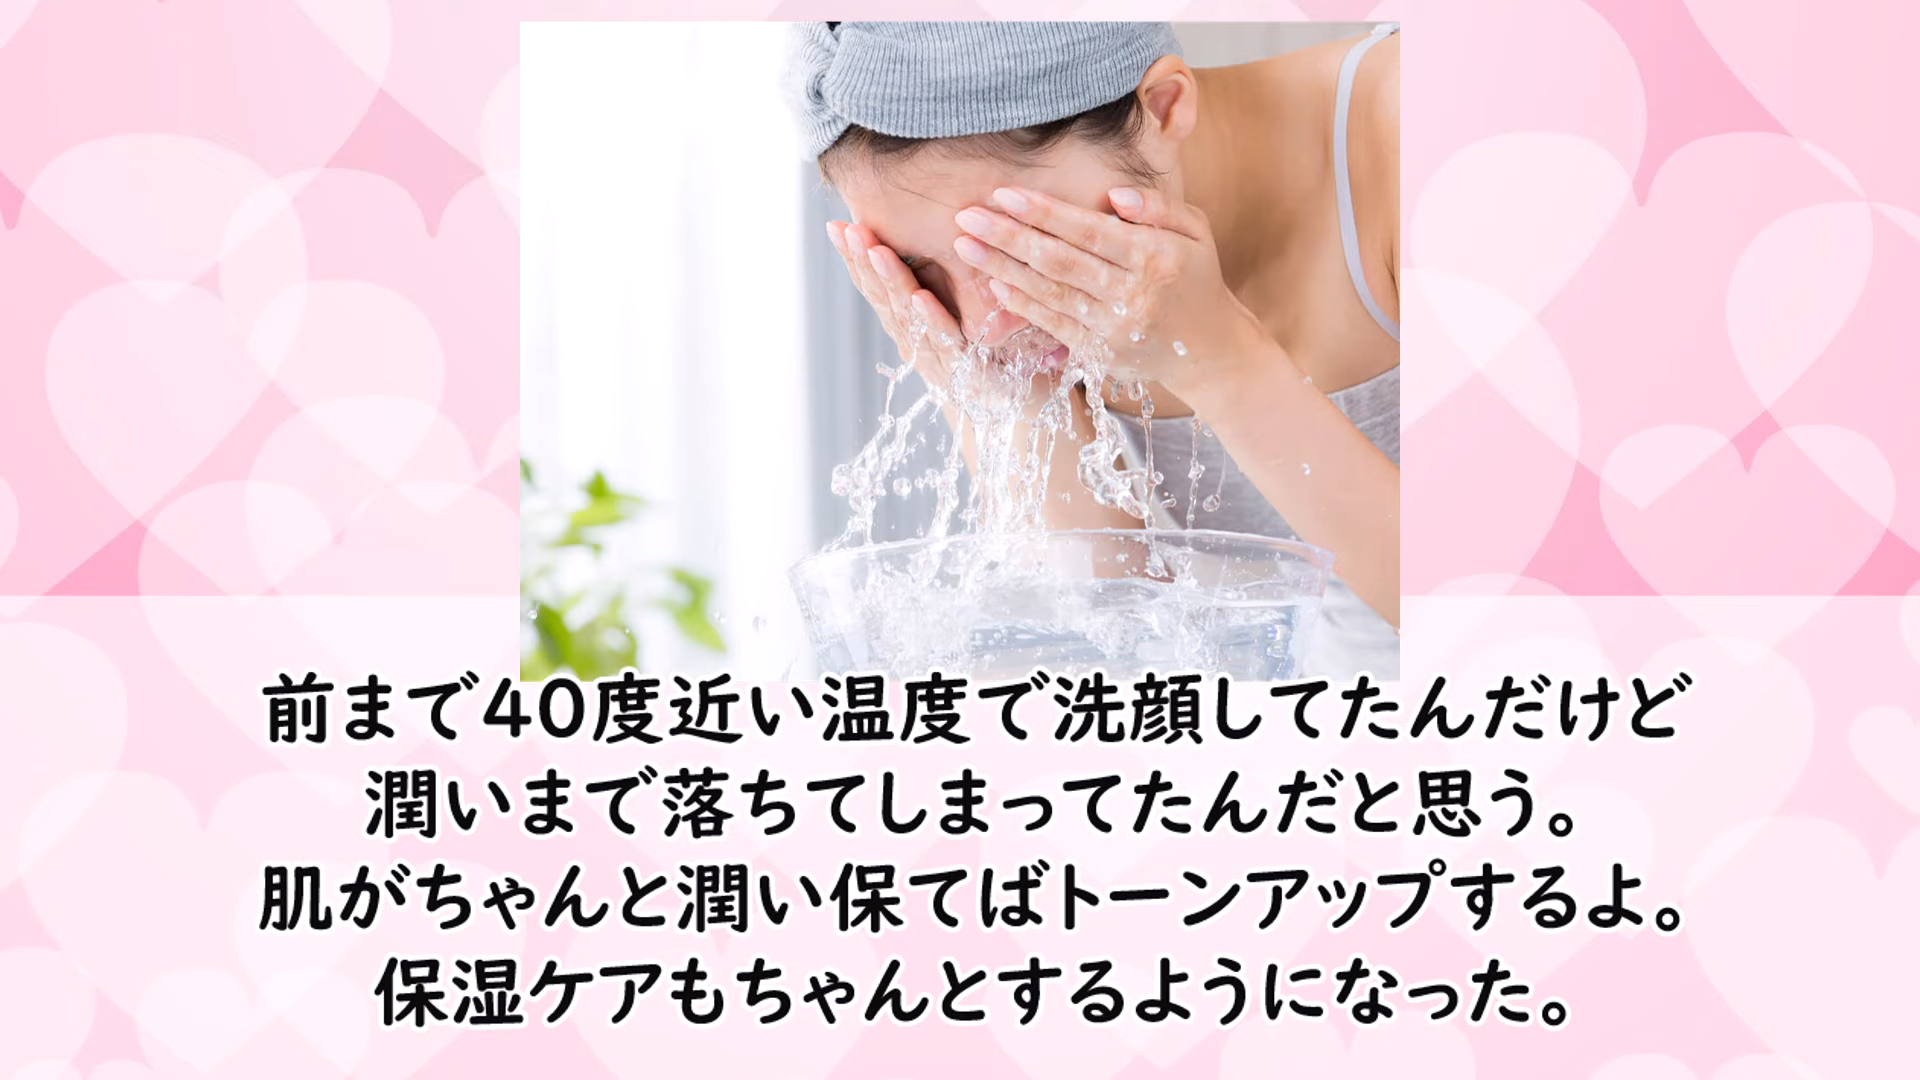 前まで40度近い温度で洗顔してたんだけど
潤いまで落ちてしまってたんだと思う。
肌がちゃんと潤い保てばトーンアップするよ。
保湿ケアもちゃんとするようになった。